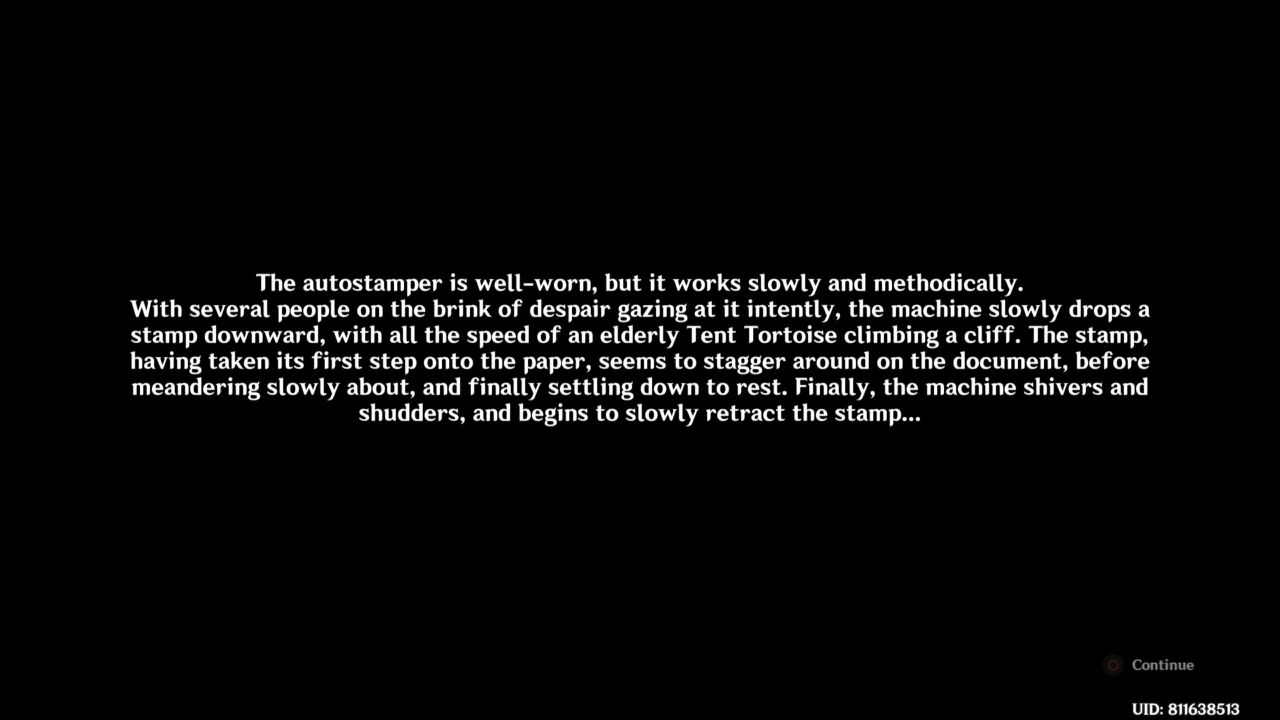 The autostamper is well-worn, but it works slowly and methodically.
With several people on the brink of despair gazing at it intently, the machine slowly drops a
stamp downward, with all the speed of an elderly Tent Tortoise climbing a cliff. The stamp,
having taken its first step onto the paper, seems to stagger around on the document, before
meandering slowly about, and finally settling down to rest. Finally, the machine shivers and
shudders, and begins to slowly retract the stamp...
Continue
UID: 811638513